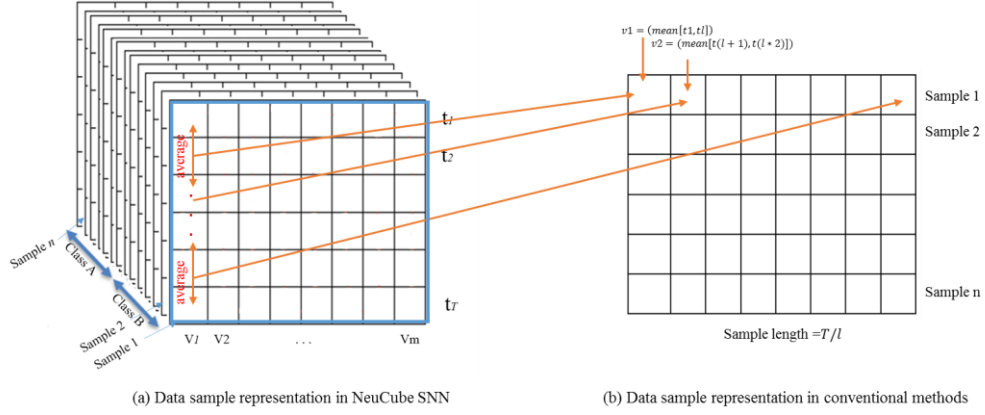 v1 = (mean[t1, tl])
v2 = (mean[t(l + 1), t(l * 2)])
t1
t2
tT
average
average
Sample n
Class A
Class B
Sample 2
Sample 1
V1 V2 . . . Vm
Sample 1
Sample 2
Sample n
Sample length =T/l
(a) Data sample representation in NeuCube SNN
(b) Data sample representation in conventional methods